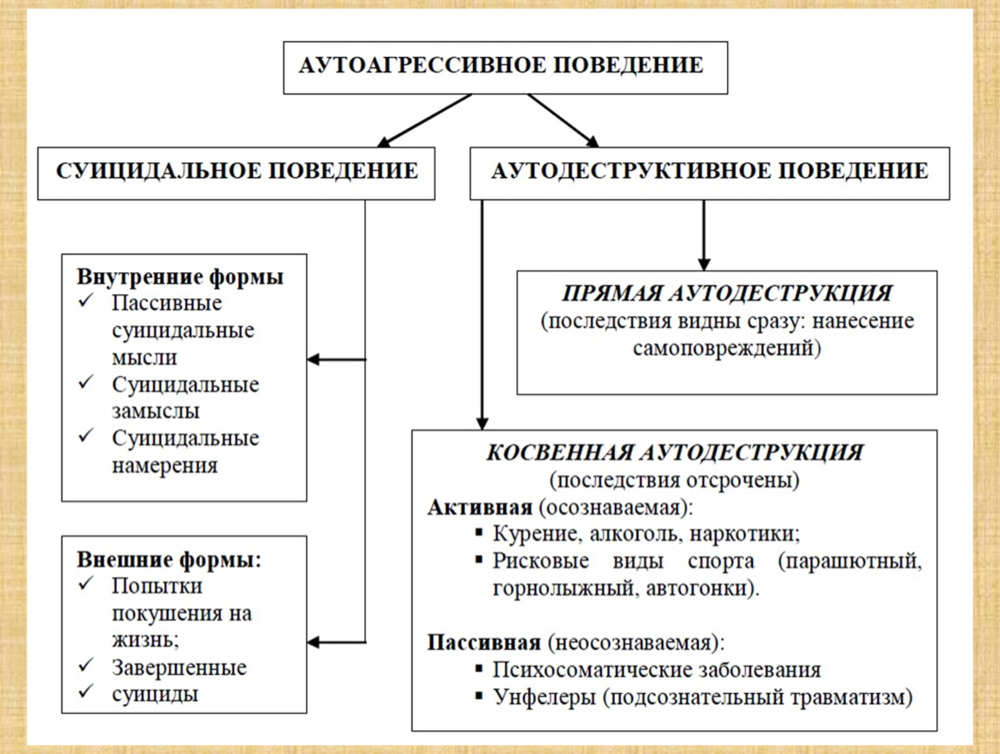 АУТОАГРЕССИВНОЕ ПОВЕДЕНИЕ
СУИЦИДАЛЬНОЕ ПОВЕДЕНИЕ
АУТОДЕСТРУКТИВНОЕ ПОВЕДЕНИЕ
Внутренние формы
✓ Пассивные
суицидальные
мысли
✓ Суицидальные
замыслы
✓ Суицидальные
намерения
Внешние формы:
✓ Попытки
покушения на
жизнь;
✓ Завершенные
✓ суициды
ПРЯМАЯ АУТОДЕСТРУКЦИЯ
(последствия видны сразу: нанесение
самоповреждений)
КОСВЕННАЯ АУТОДЕСТРУКЦИЯ
(последствия отсрочены)
Активная (осознаваемая):
▪ Курение, алкоголь, наркотики;
▪ Рисковые виды спорта (парашютный,
горнолыжный, автогонки).
Пассивная (неосознаваемая):
▪ Психосоматические заболевания
▪ Унфелеры (подсознательный травматизм)